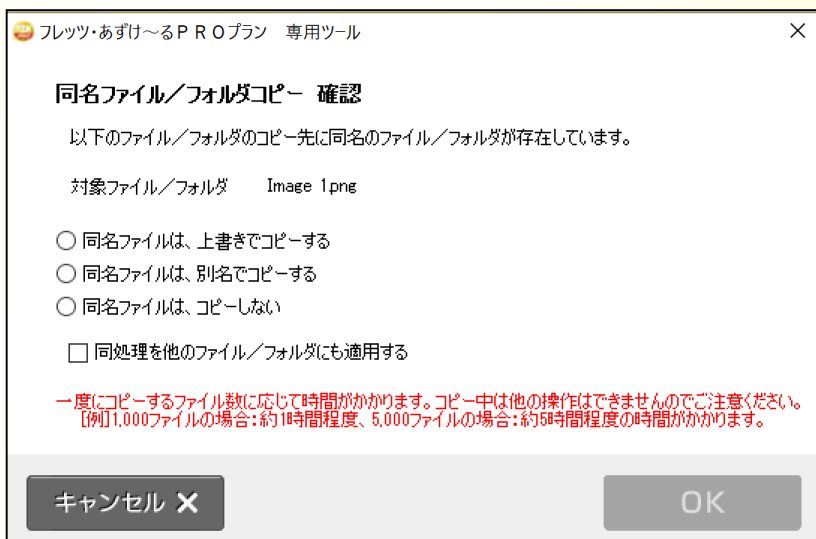 フレッツ・あずけ～るＰＲＯプラン　専用ツール
同名ファイル／フォルダコピー 確認
以下のファイル／フォルダのコピー先に同名のファイル／フォルダが存在しています。
対象ファイル／フォルダ　Image 1.png
同名ファイルは、上書きでコピーする
同名ファイルは、別名でコピーする
同名ファイルは、コピーしない
同処理を他のファイル／フォルダにも適用する
一度にコピーするファイル数に応じて時間がかかります。コピー中は他の操作はできませんのでご注意ください。
[例]1,000ファイルの場合：約1時間程度、5,000ファイルの場合：約5時間程度の時間がかかります。
キャンセル OK